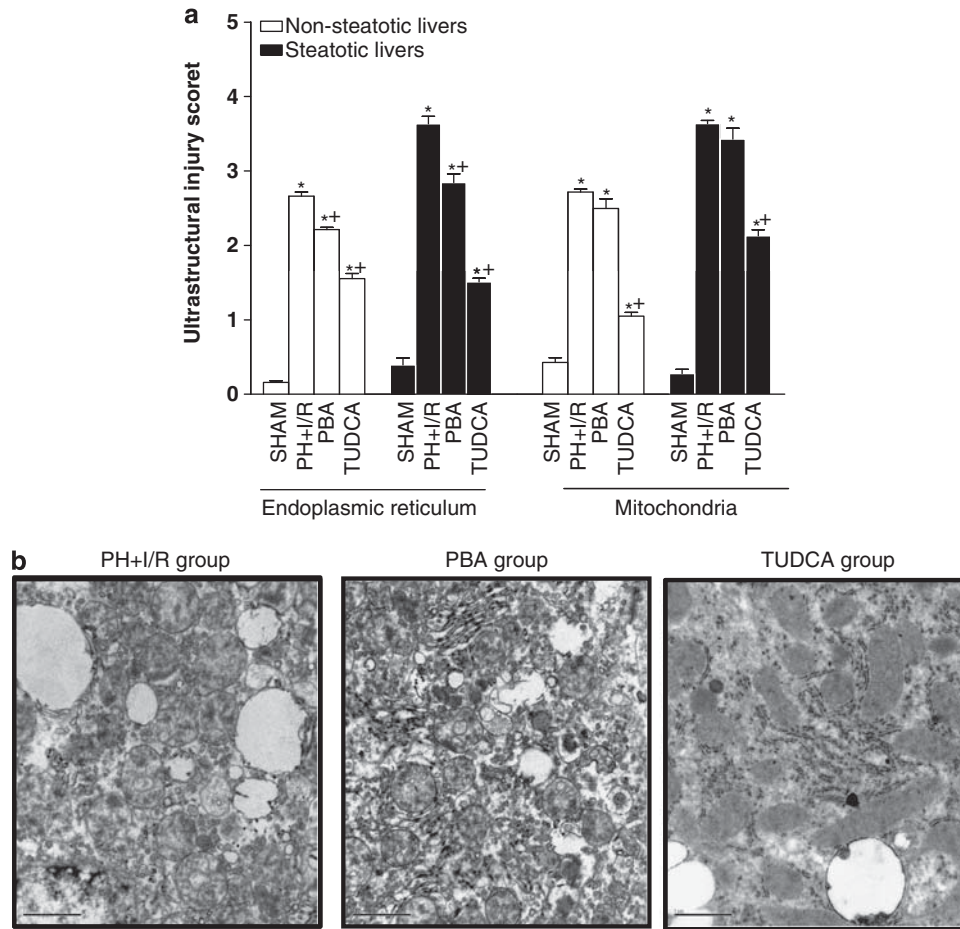 a
Non-steatotic livers
Steatotic livers
Ultrastructural injury scoret
5
4
3
2
1
0
*
*+
*+
*
*+
*+
*
*
*+
*
*
*+
SHAM
PH+I/R
PBA
TUDCA
SHAM
PH+I/R
PBA
TUDCA
SHAM
PH+I/R
PBA
TUDCA
SHAM
PH+I/R
PBA
TUDCA
Endoplasmic reticulum
Mitochondria
b
PH+I/R group
PBA group
TUDCA group